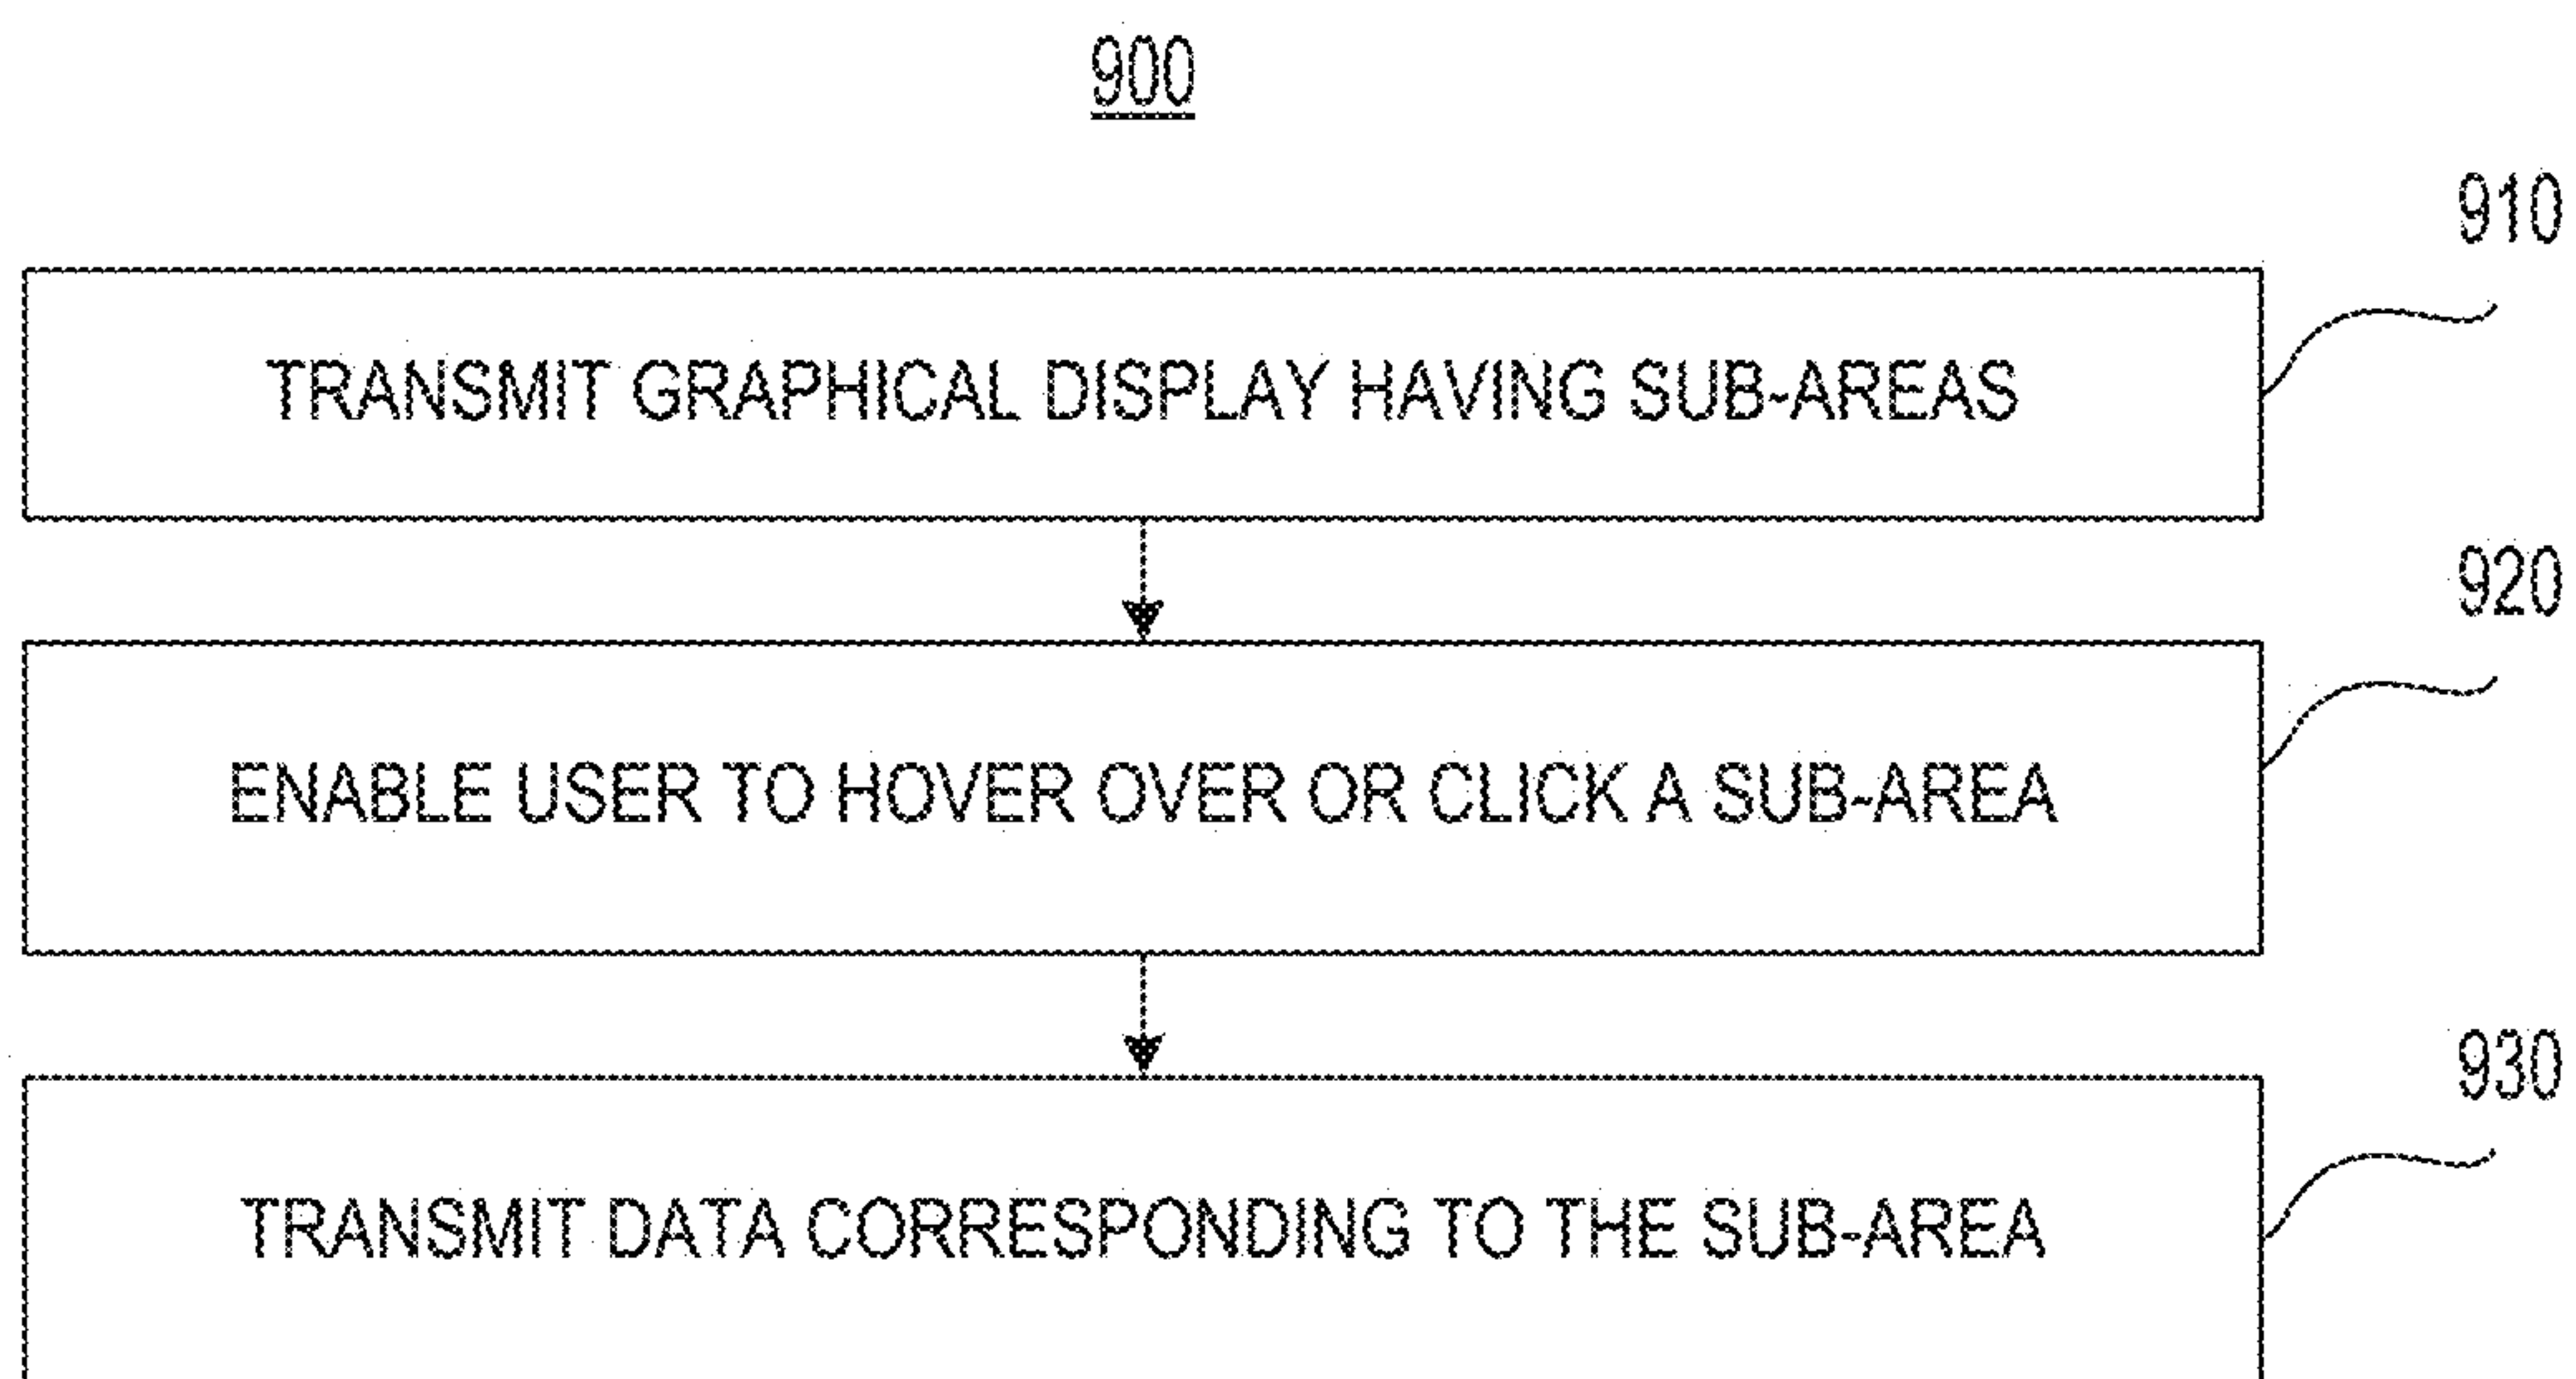 900
910
TRANSMIT GRAPHICAL DISPLAY HAVING SUB-AREAS
920
ENABLE USER TO HOVER OVER OR CLICK A SUB-AREA
930
TRANSMIT DATA CORRESPONDING TO THE SUB-AREA